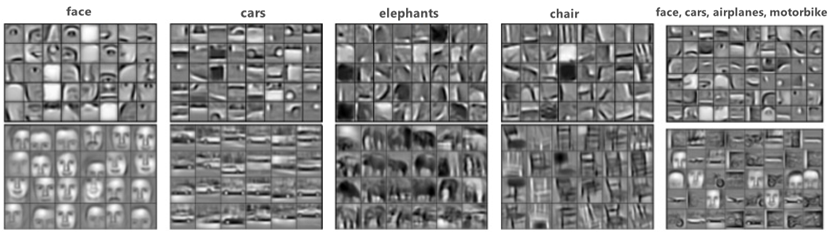 face
cars
elephants
chair
face, cars, airplanes, motorbike